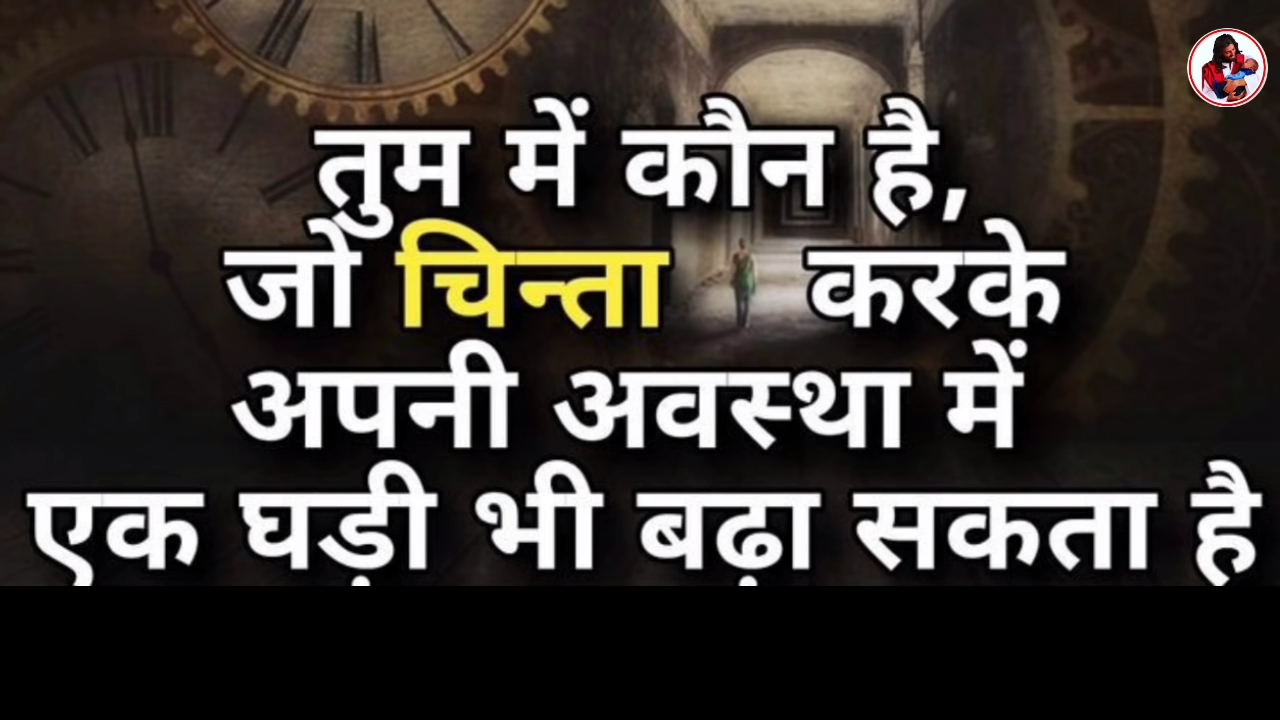 तुम में कौन है,
जो चिन्ता करके
अपनी अवस्था में
एक घड़ी भी बढ़ा सकता है